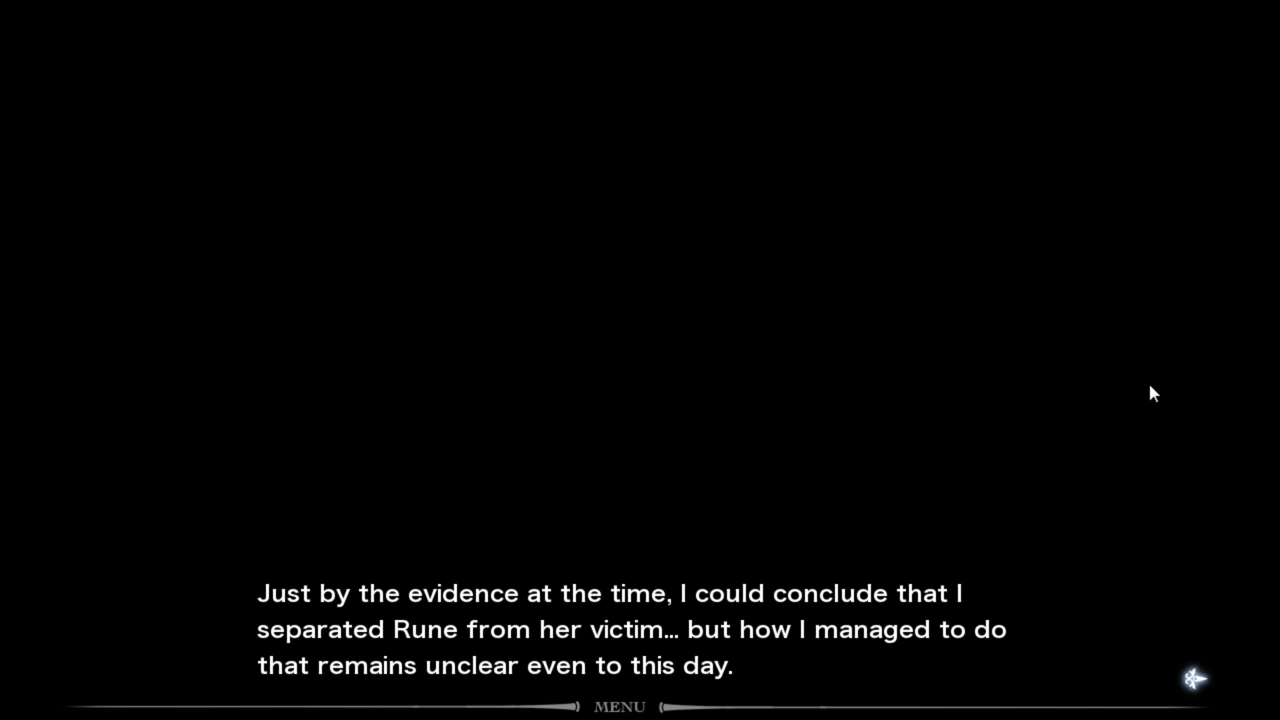 Just by the evidence at the time, I could conclude that I
separated Rune from her victim... but how I managed to do
that remains unclear even to this day.
MENU